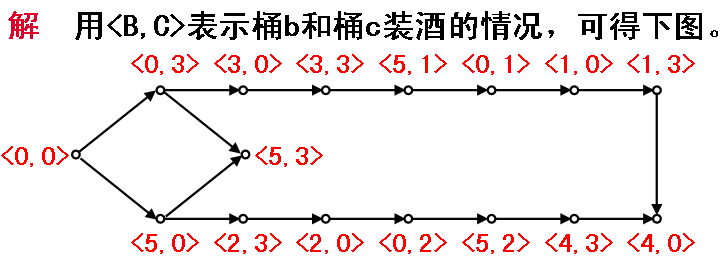 解 用<B,C>表示桶b和桶c装酒的情况，可得下图。
<0,3> <3,0> <3,3> <5,1> <0,1> <1,0> <1,3>
<0,0> <5,3>
<5,0> <2,3> <2,0> <0,2> <5,2> <4,3> <4,0>